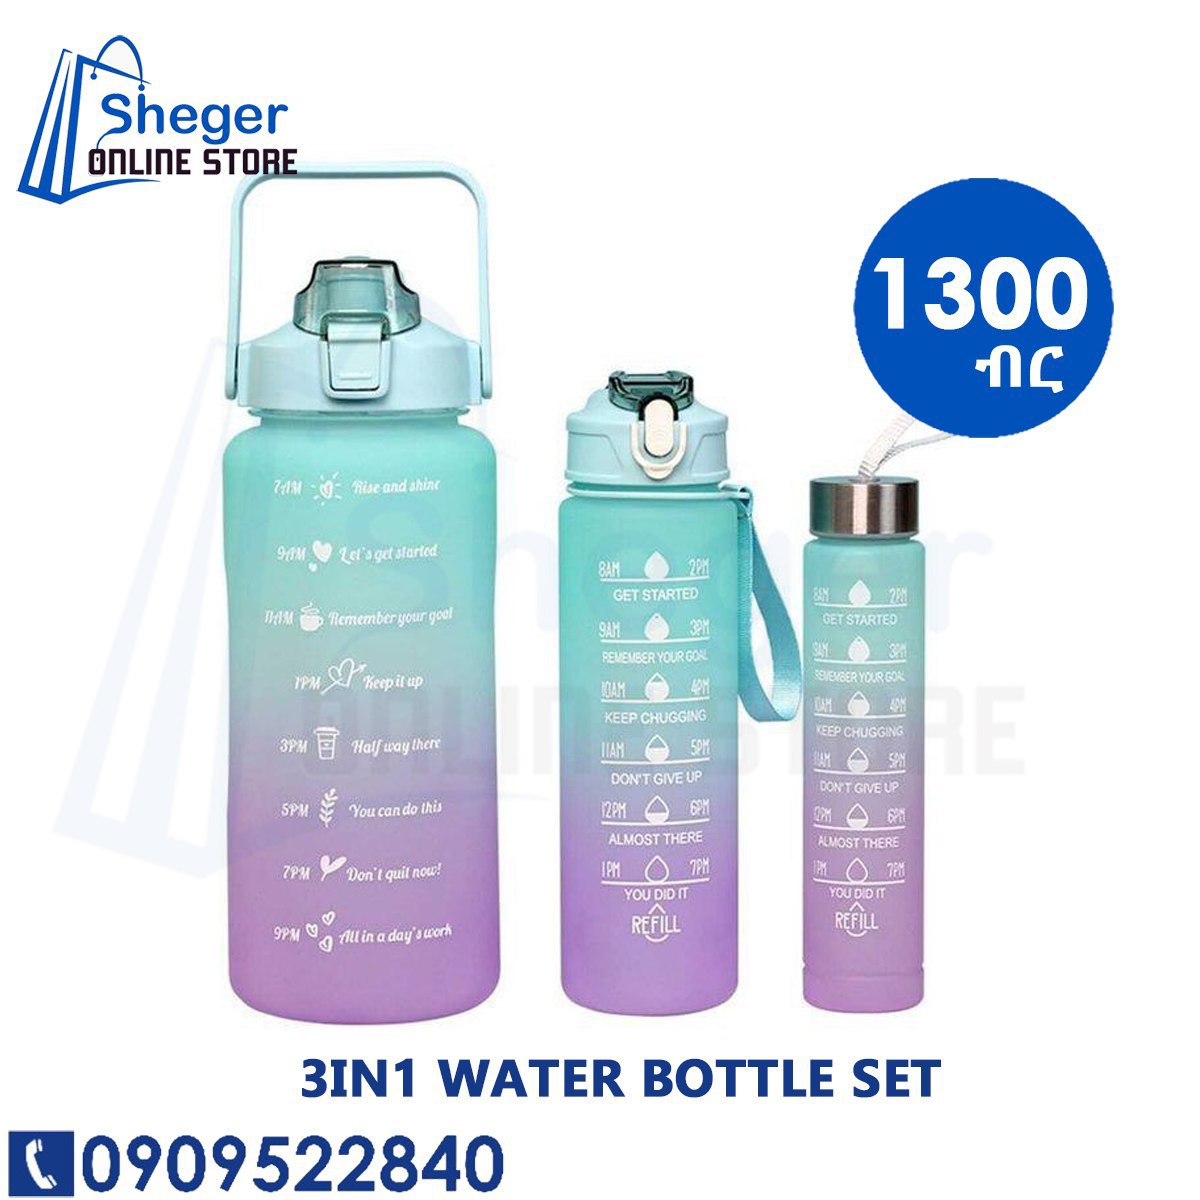 Sheger
ONLINE STORE
1300
ብር
7AM Rise and shine
9AM Let's get started
11AM Remember your goal
1PM Keep it up
3PM Half way there
5PM You can do this
7PM Don't quit now!
9PM All in a day's work
8AM 2PM
GET STARTED
9AM 3PM
REMEMBER YOUR GOAL
10AM 4PM
KEEP CHUGGING
11AM 5PM
DON'T GIVE UP
12PM 6PM
ALMOST THERE
1PM 7PM
YOU DID IT
REFILL
8AM 2PM
GET STARTED
9AM 3PM
REMEMBER YOUR GOAL
10AM 4PM
KEEP CHUGGING
11AM 5PM
DON'T GIVE UP
12PM 6PM
ALMOST THERE
1PM 7PM
YOU DID IT
REFILL
Sheger
ONLINE STORE
3IN1 WATER BOTTLE SET
0909522840